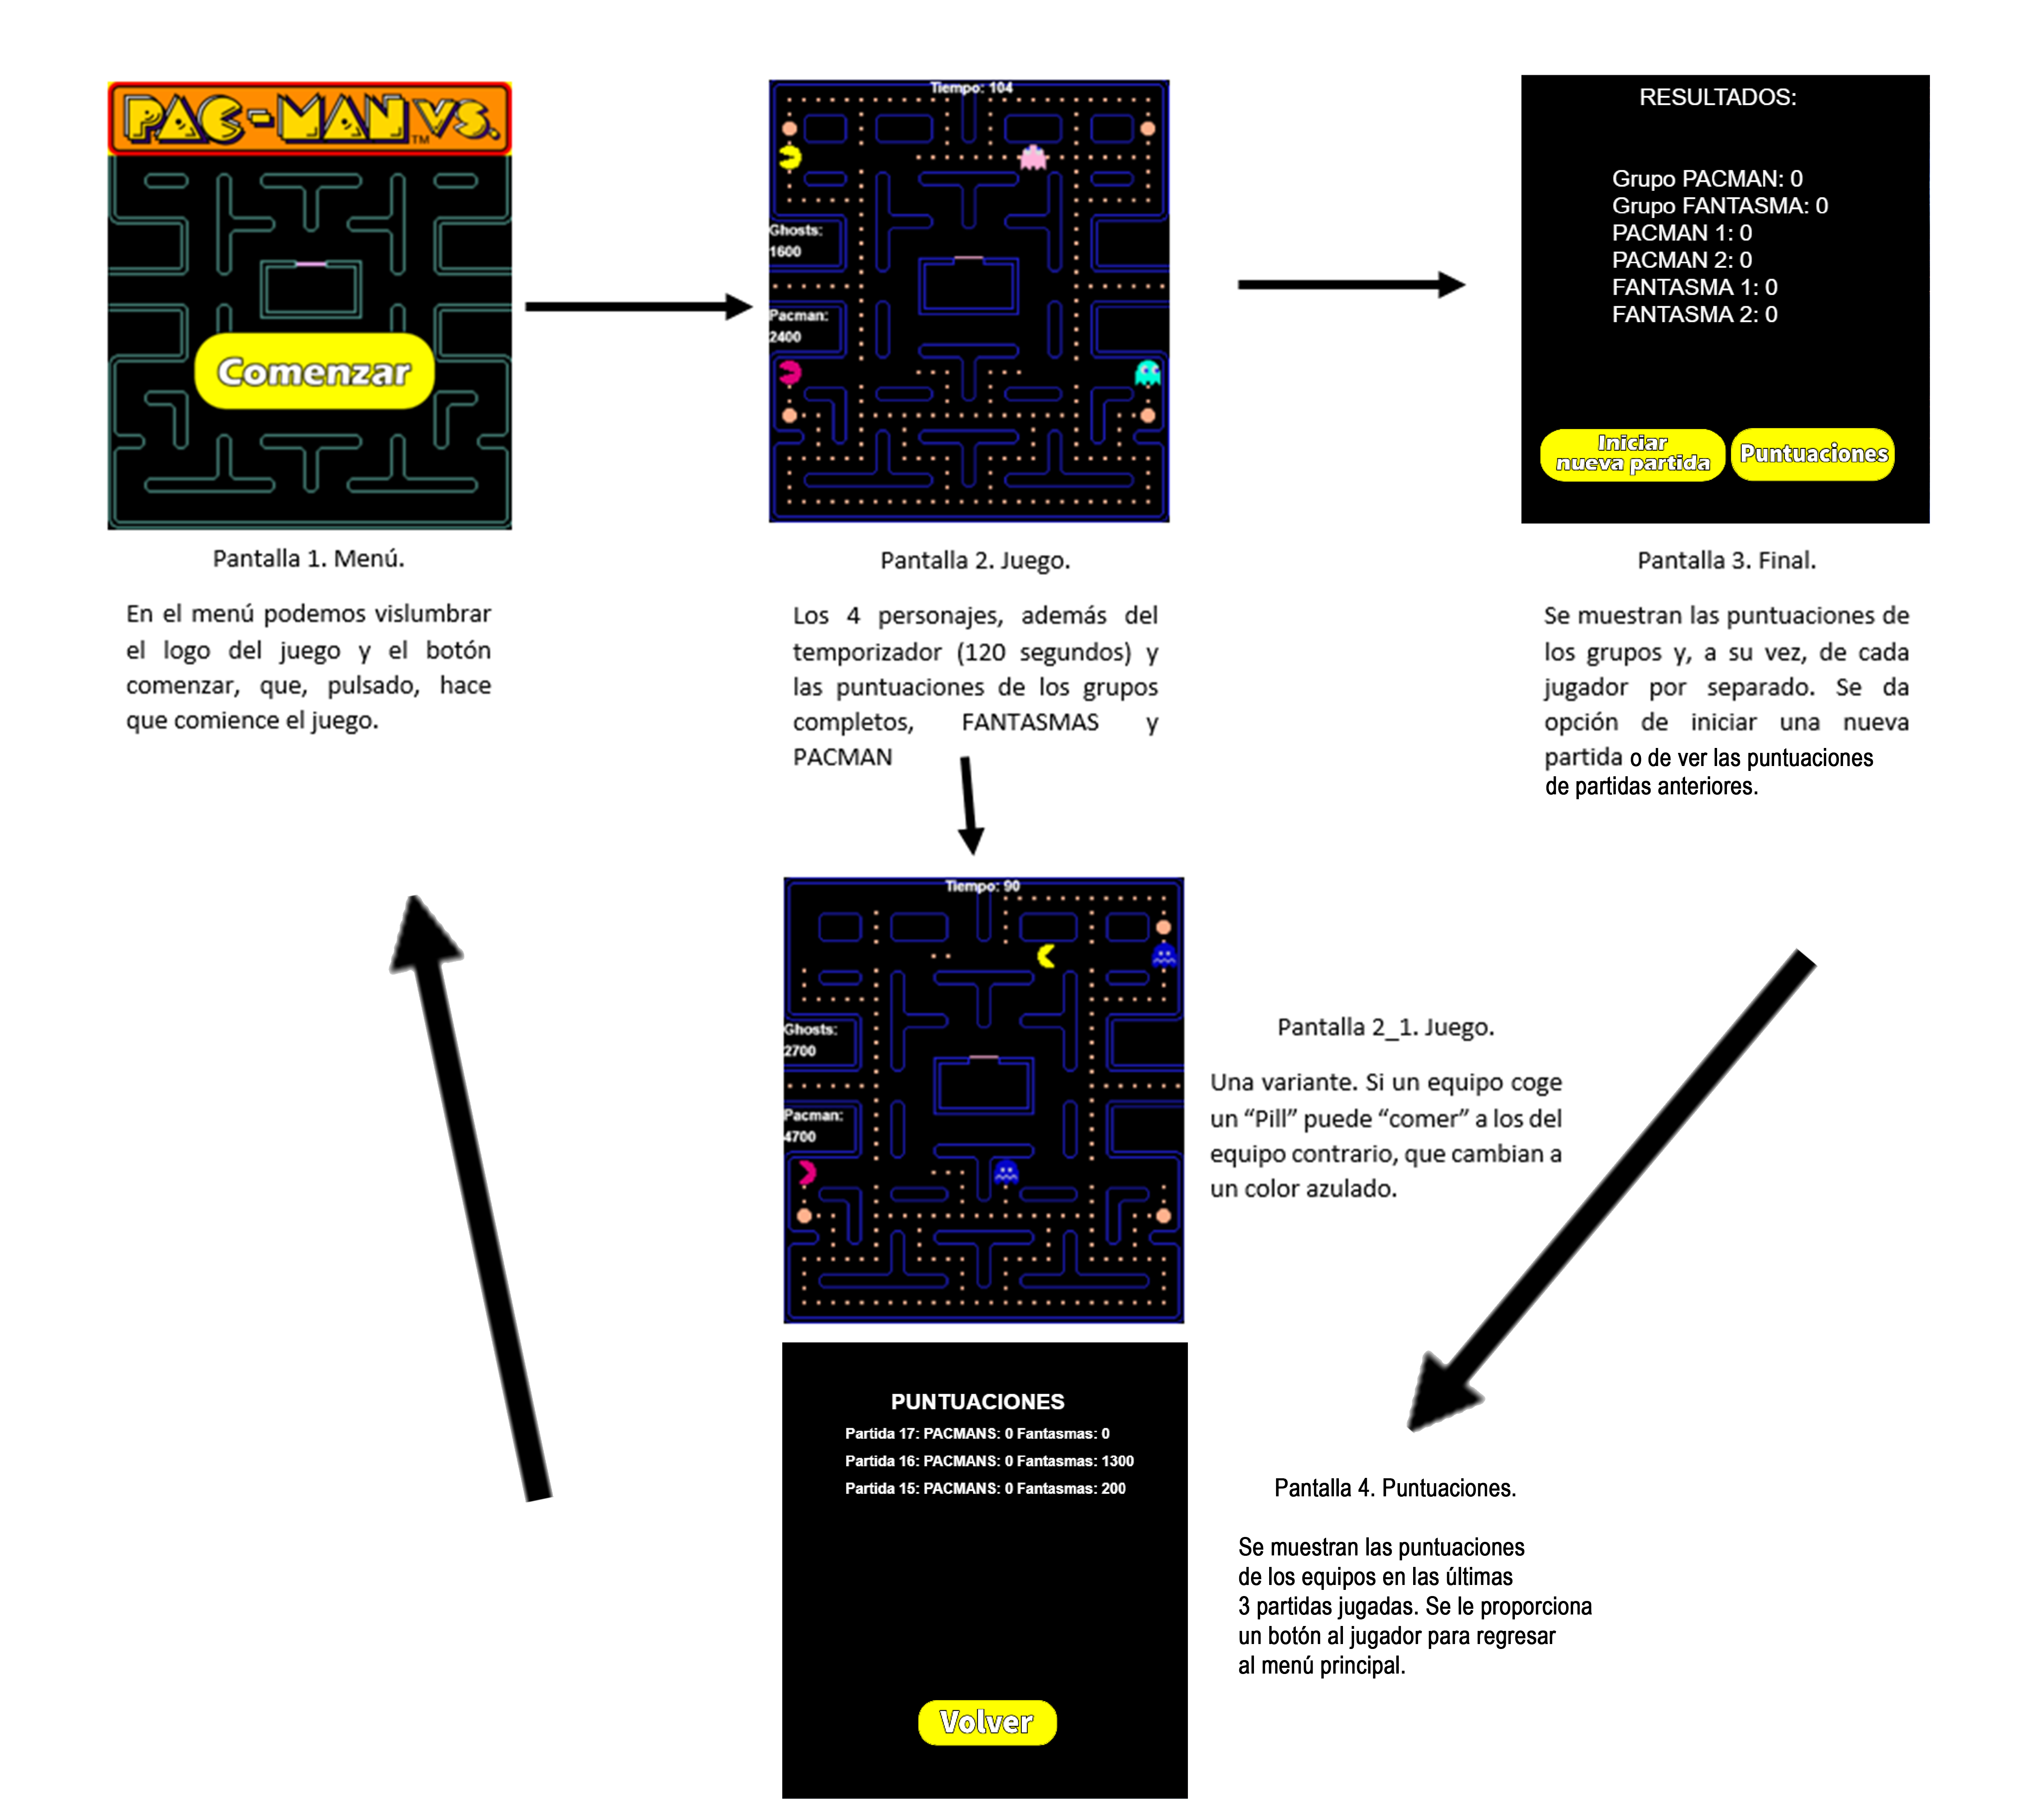 PAC-MAN VS.
TM
Comenzar
Pantalla 1. Menú.
En el menú podemos vislumbrar
el logo del juego y el botón
comenzar, que, pulsado, hace
que comience el juego.
Tiempo: 104
Ghosts:
1600
Pacman:
2400
Pantalla 2. Juego.
Los 4 personajes, además del
temporizador (120 segundos) y
las puntuaciones de los grupos
completos, FANTASMAS y
PACMAN
RESULTADOS:
Grupo PACMAN: 0
Grupo FANTASMA: 0
PACMAN 1: 0
PACMAN 2: 0
FANTASMA 1: 0
FANTASMA 2: 0
Iniciar
nueva partida
Puntuaciones
Pantalla 3. Final.
Se muestran las puntuaciones de
los grupos y, a su vez, de cada
jugador por separado. Se da
opción de iniciar una nueva
partida o de ver las puntuaciones
de partidas anteriores.
Tiempo: 90
Ghosts:
2700
Pacman:
4700
Pantalla 2_1. Juego.
Una variante. Si un equipo coge
un “Pill” puede “comer” a los del
equipo contrario, que cambian a
un color azulado.
PUNTUACIONES
Partida 17: PACMANS: 0 Fantasmas: 0
Partida 16: PACMANS: 0 Fantasmas: 1300
Partida 15: PACMANS: 0 Fantasmas: 200
Volver
Pantalla 4. Puntuaciones.
Se muestran las puntuaciones
de los equipos en las últimas
3 partidas jugadas. Se le proporciona
un botón al jugador para regresar
al menú principal.